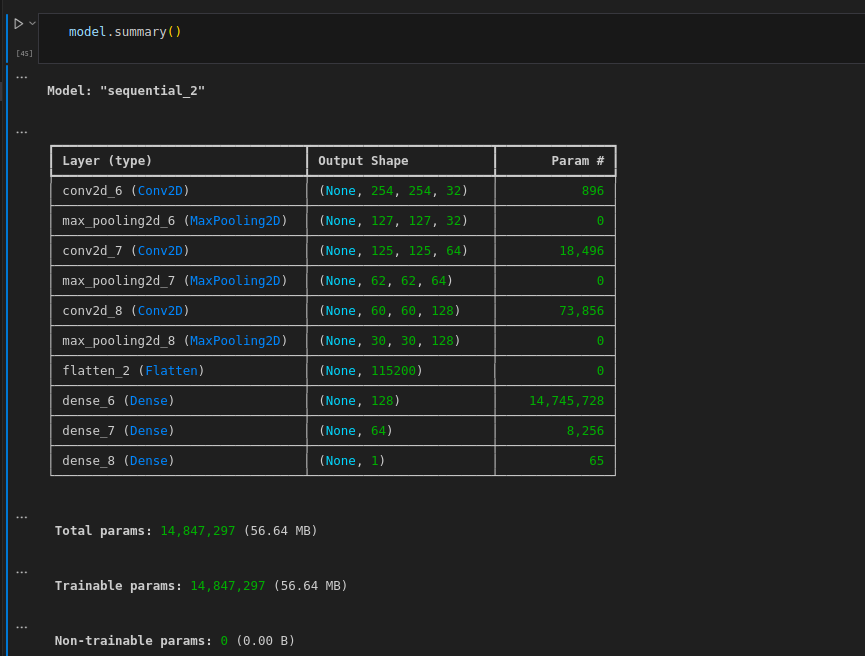 model.summary()
[45]
Model: "sequential_2"
Layer (type) Output Shape Param #
conv2d_6 (Conv2D) (None, 254, 254, 32) 896
max_pooling2d_6 (MaxPooling2D) (None, 127, 127, 32) 0
conv2d_7 (Conv2D) (None, 125, 125, 64) 18,496
max_pooling2d_7 (MaxPooling2D) (None, 62, 62, 64) 0
conv2d_8 (Conv2D) (None, 60, 60, 128) 73,856
max_pooling2d_8 (MaxPooling2D) (None, 30, 30, 128) 0
flatten_2 (Flatten) (None, 115200) 0
dense_6 (Dense) (None, 128) 14,745,728
dense_7 (Dense) (None, 64) 8,256
dense_8 (Dense) (None, 1) 65
Total params: 14,847,297 (56.64 MB)
Trainable params: 14,847,297 (56.64 MB)
Non-trainable params: 0 (0.00 B)